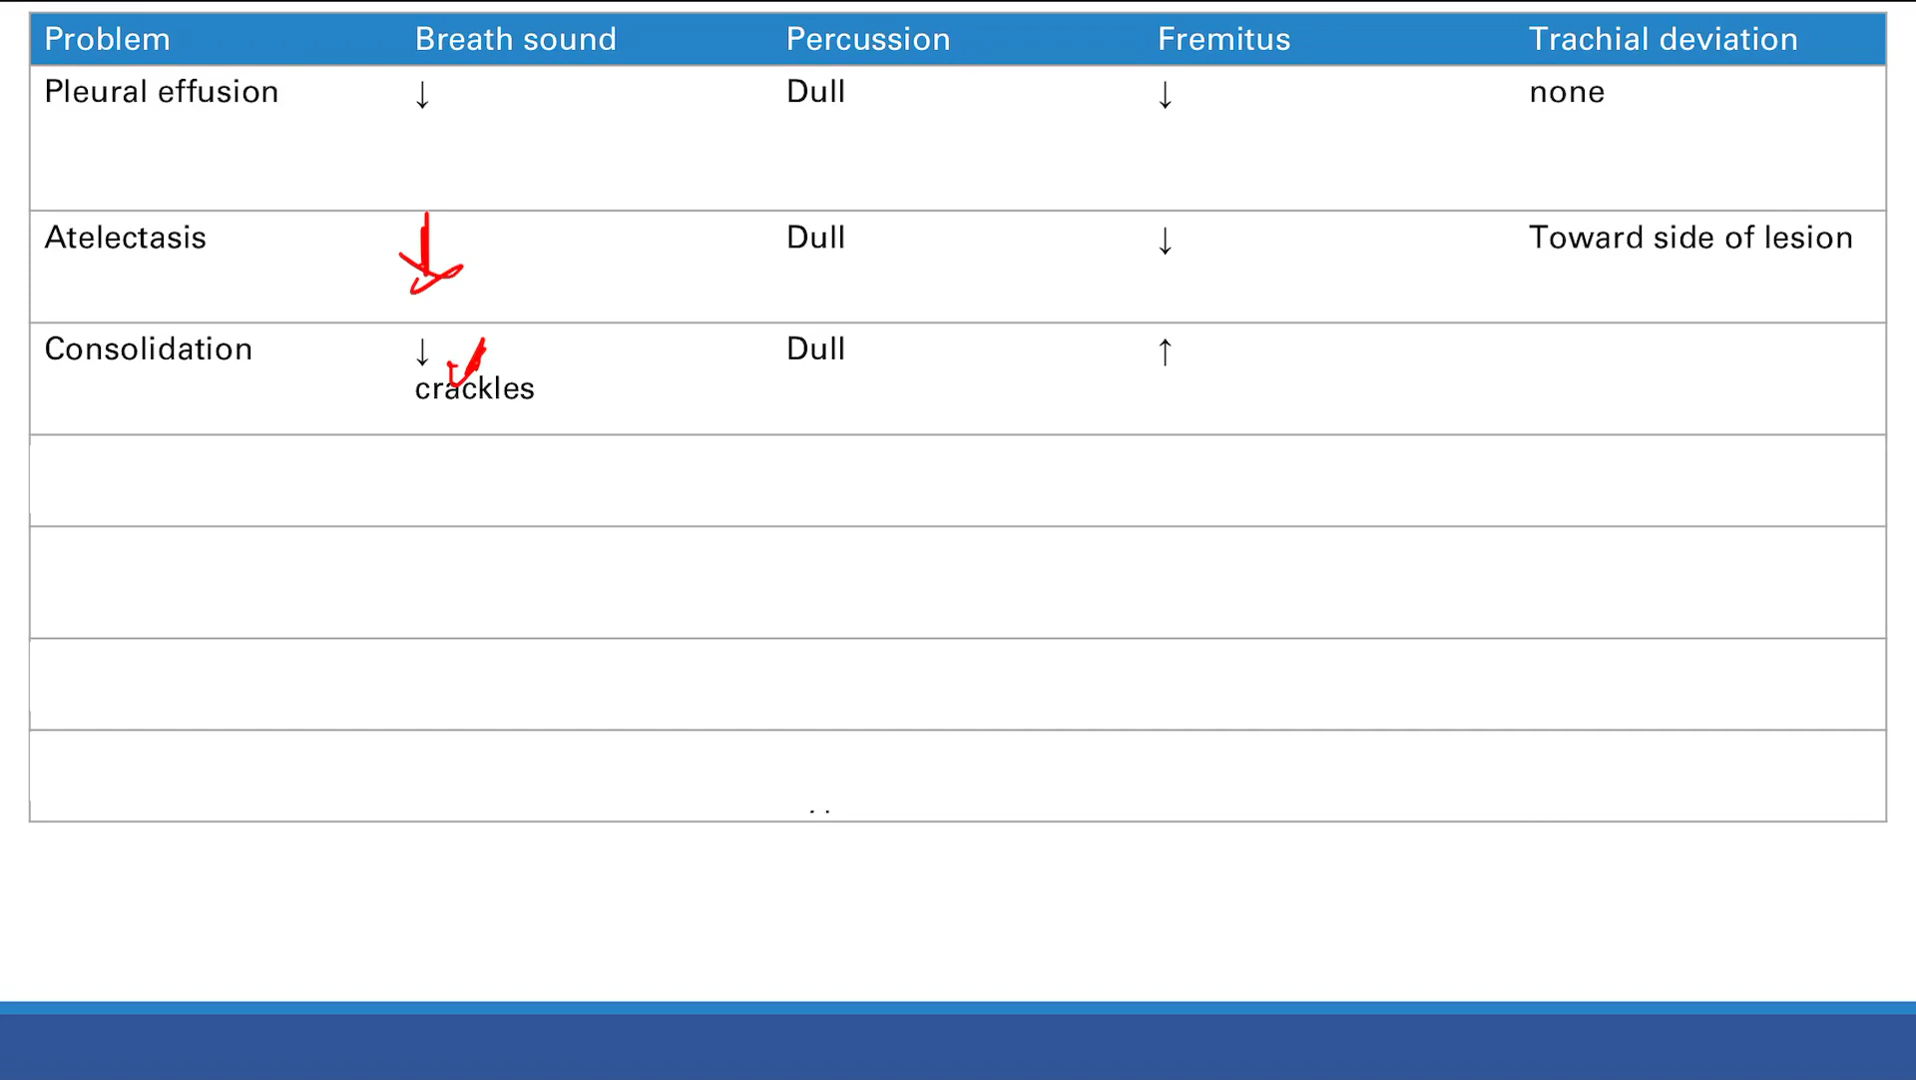 Problem Breath sound Percussion Fremitus Trachial deviation
Pleural effusion ↓ Dull ↓ none
Atelectasis ↓ Dull ↓ Toward side of lesion
Consolidation ↓ Dull ↑
crackles